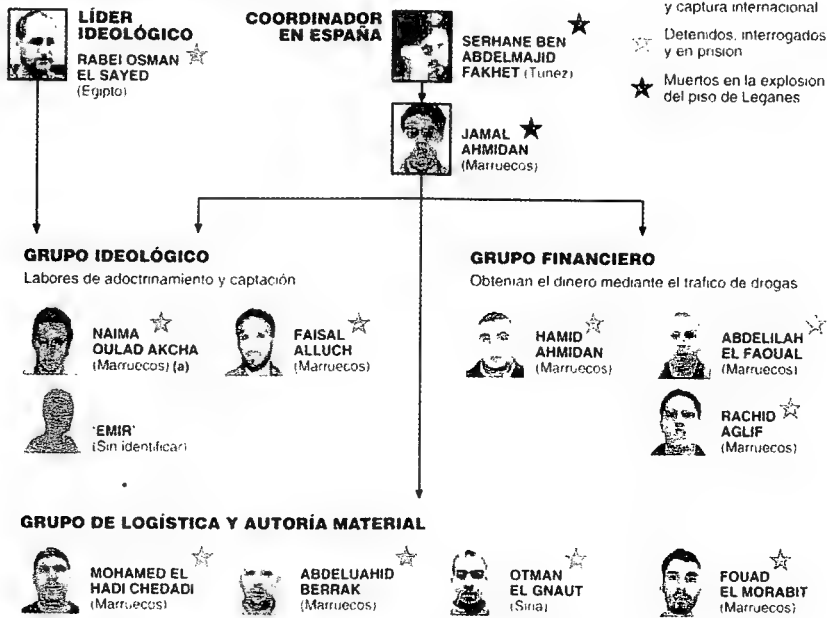 LÍDER
IDEOLÓGICO
RABEI OSMAN
EL SAYED
(Egipto)
COORDINADOR
EN ESPAÑA
SERHANE BEN
ABDELMAJID
FAKHET (Tunez)
JAMAL
AHMIDAN
(Marruecos)
y captura internacional
Detenidos, interrogados
y en prision
Muertos en la explosion
del piso de Leganes
GRUPO IDEOLÓGICO
Labores de adoctrinamiento y captación
NAIMA
OULAD AKCHA
(Marruecos) (a)
FAISAL
ALLUCH
(Marruecos)
'EMIR'
(Sin identificar)
GRUPO FINANCIERO
Obtenian el dinero mediante el trafico de drogas
HAMID
AHMIDAN
(Marruecos)
ABDELILAH
EL FAOUAL
(Marruecos)
RACHID
AGLIF
(Marruecos)
GRUPO DE LOGÍSTICA Y AUTORÍA MATERIAL
MOHAMED EL
HADI CHEDADI
(Marruecos)
ABDELUAHID
BERRAK
(Marruecos)
OTMAN
EL GNAUT
(Siria)
FOUAD
EL MORABIT
(Marruecos)